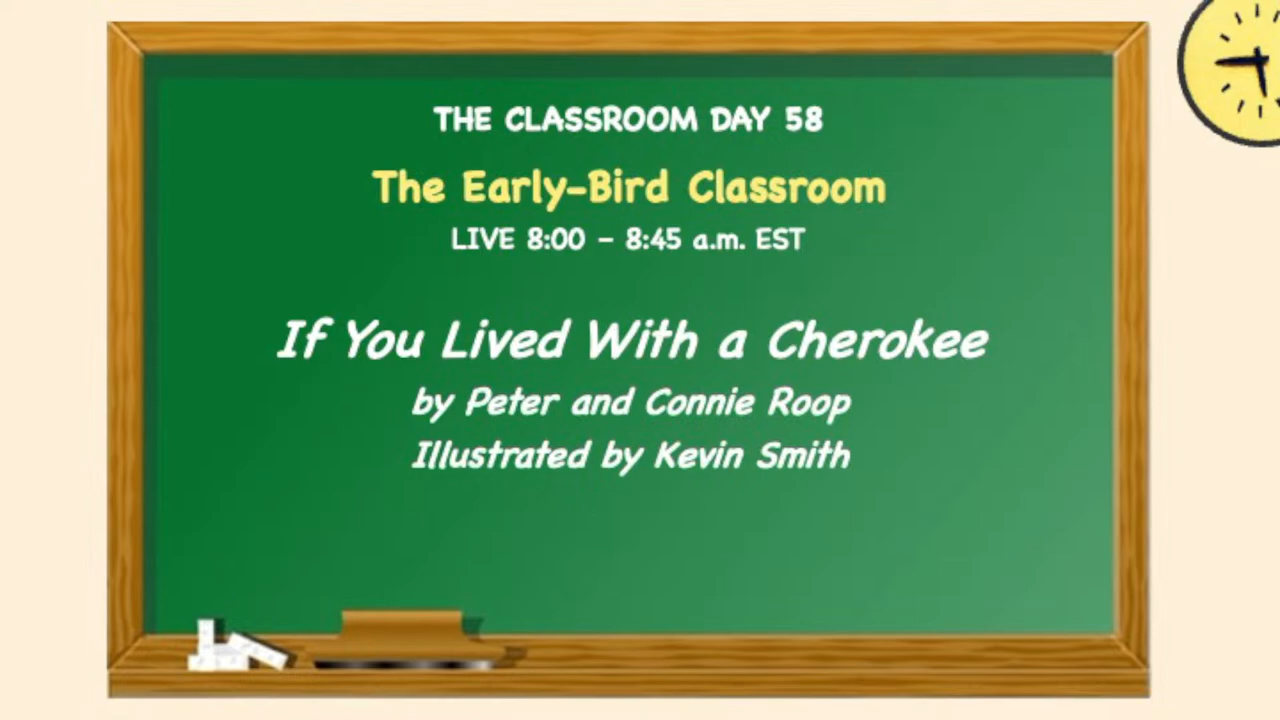 THE CLASSROOM DAY 58
The Early-Bird Classroom
LIVE 8:00 - 8:45 a.m. EST
If You Lived With a Cherokee
by Peter and Connie Roop
Illustrated by Kevin Smith